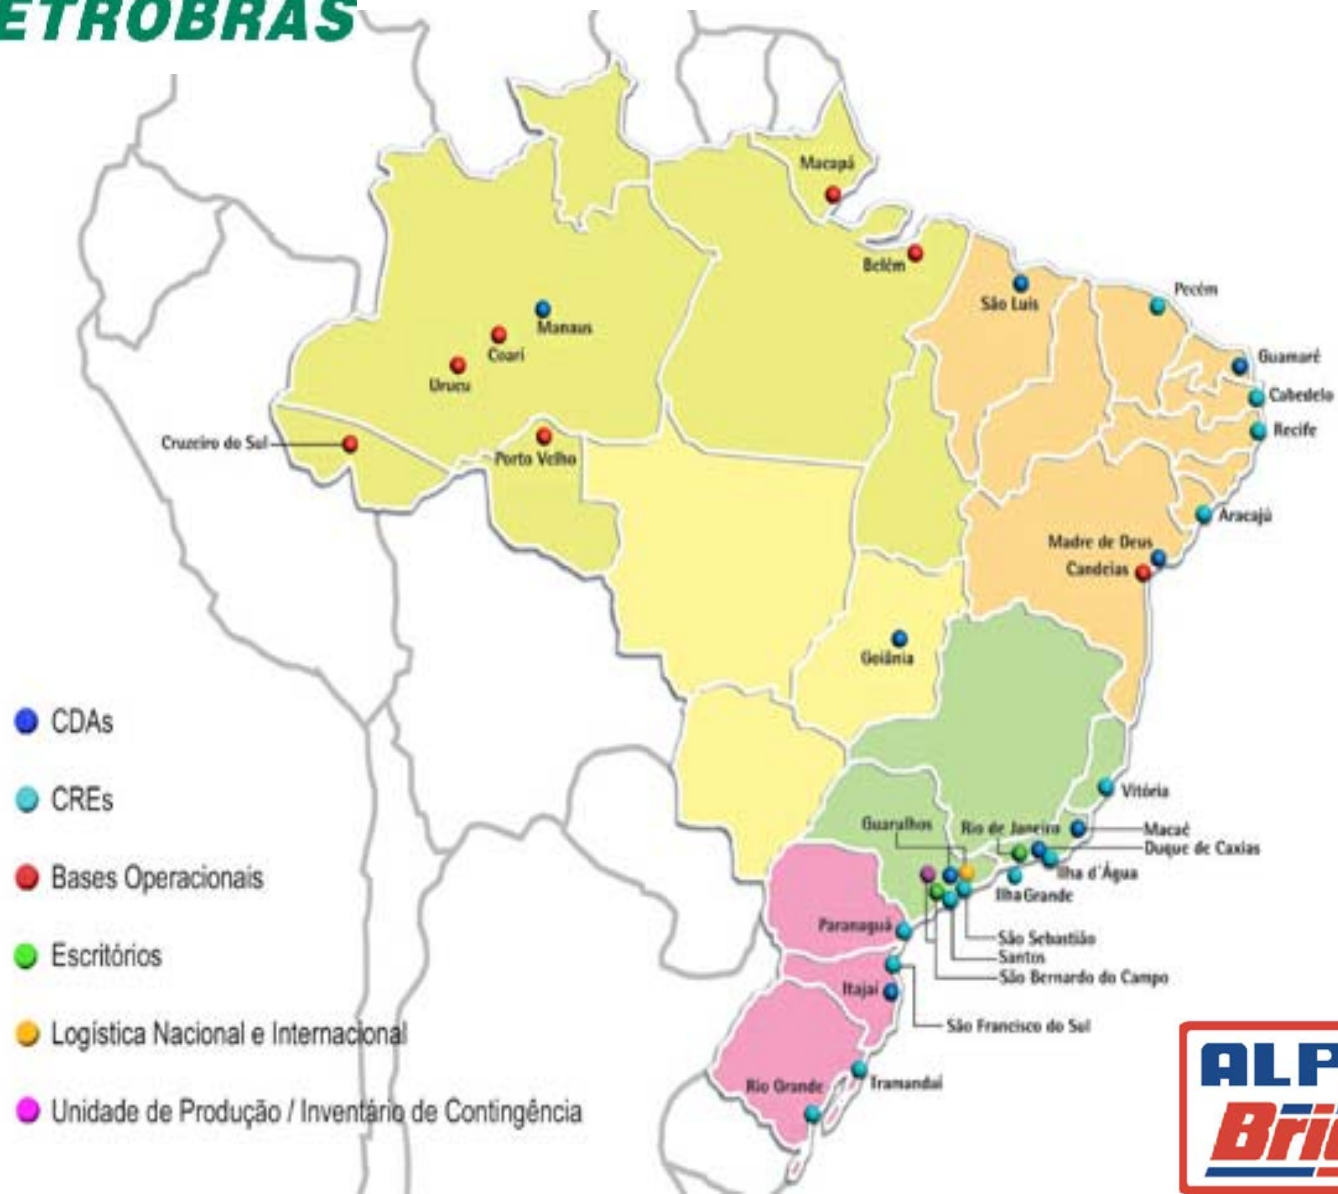 ETROBRAS
Macapá
Belém
São Luis
Pecém
Manaus
Coari
Urucu
Guamaré
Cabedelo
Recife
Cruzeiro do Sul
Porto Velho
Aracajú
Madre de Deus
Candeias
Goiânia
CDAs
CREs
Bases Operacionais
Escritórios
Logística Nacional e Internacional
Unidade de Produção / Inventário de Contingência
Vitória
Guarulhos
Rio de Janeiro
Macaé
Duque de Caxias
Ilha d´Água
Ilha Grande
Paranaguá
São Sebastião
Santos
São Bernardo do Campo
Itajaí
São Francisco do Sul
Rio Grande
Tramandaí
ALP
Bri